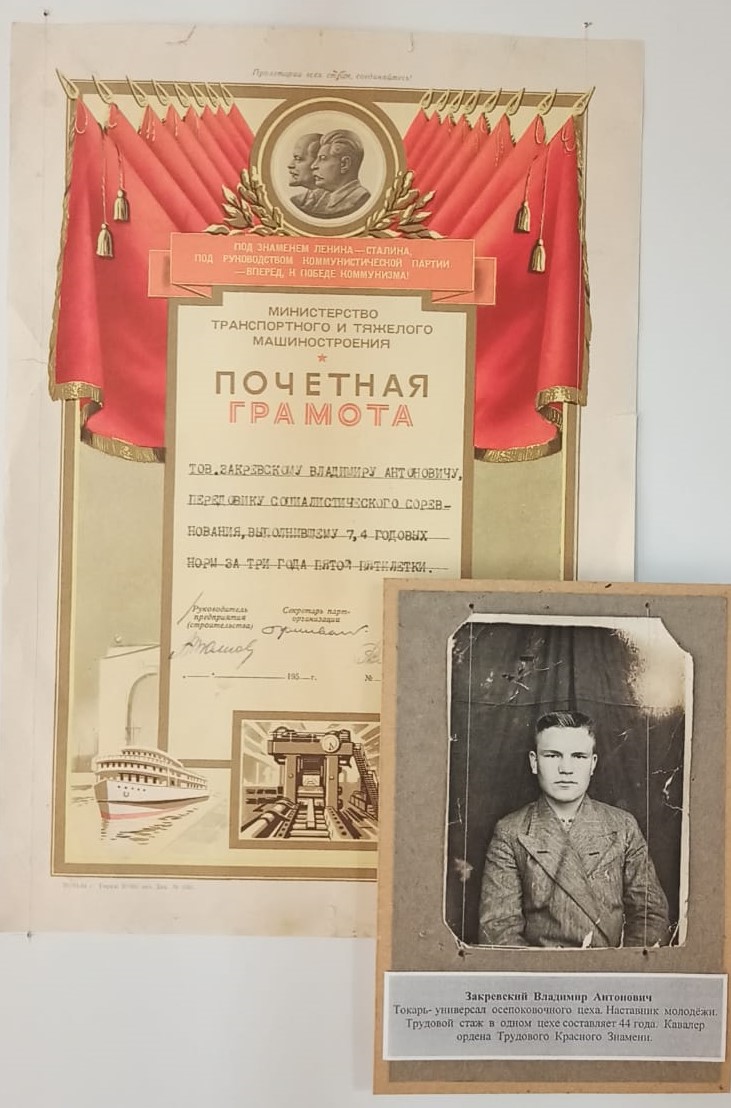 Пролетарии всех стран, соединяйтесь!
ПОД ЗНАМЕНЕМ ЛЕНИНА—СТАЛИНА,
ПОД РУКОВОДСТВОМ КОММУНИСТИЧЕСКОЙ ПАРТИИ
—ВПЕРЕД, К ПОБЕДЕ КОММУНИЗМА!
МИНИСТЕРСТВО
ТРАНСПОРТНОГО И ТЯЖЕЛОГО
МАШИНОСТРОЕНИЯ
ПОЧЕТНАЯ
ГРАМОТА
ТОВ.ЗАКРЕВСКОМУ ВЛАДИМИРУ АНТОНОВИЧУ,
ПЕРЕДОВИКУ СОЦИАЛИСТИЧЕСКОГО СОРЕВ-
НОВАНИЯ, ВЫПОЛНИВШЕМУ 7,4 ГОДОВЫХ
НОРМ ЗА ТРИ ГОДА ПЯТОЙ ПЯТИЛЕТКИ.
Руководитель предприятия (строительства)
Секретарь парт- организации
195 г.
№
Закревский Владимир Антонович
Токарь- универсал осепоковочного цеха. Наставник молодёжи.
Трудовой стаж в одном цехе составляет 44 года. Кавалер
ордена Трудового Красного Знамени.